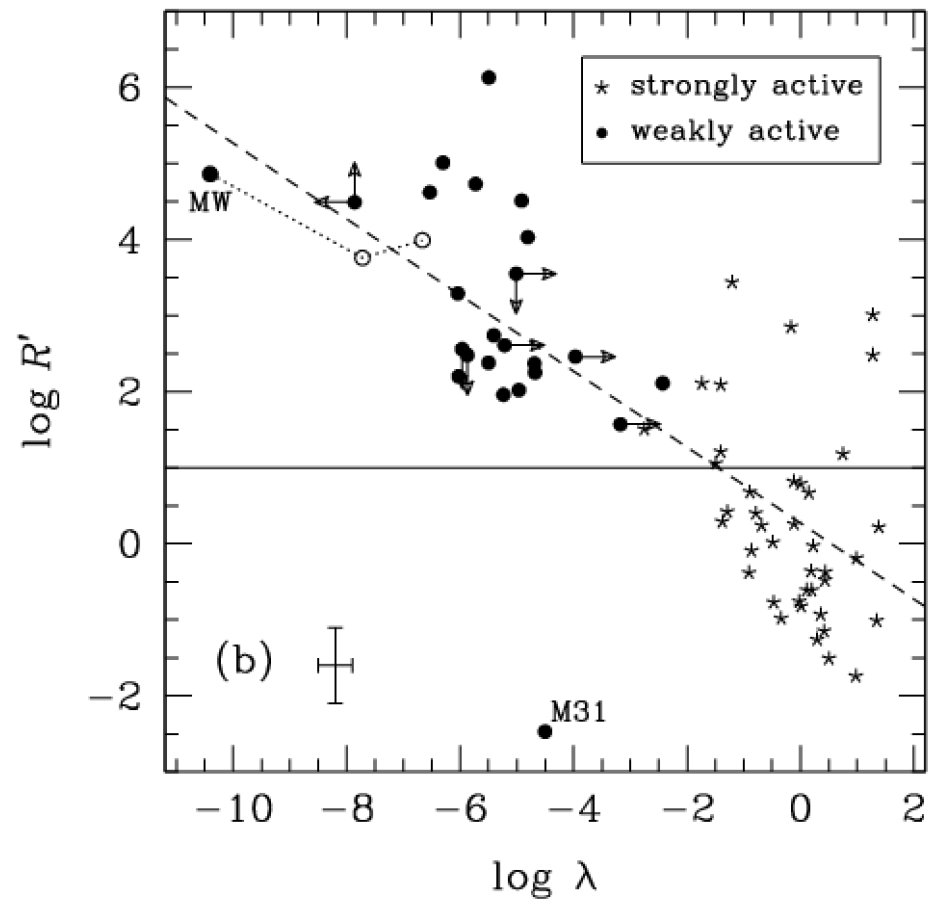 6
4
2
0
−2
log R′
⋆ strongly active
● weakly active
MW
(b)
M31
−10 −8 −6 −4 −2 0 2
log λ